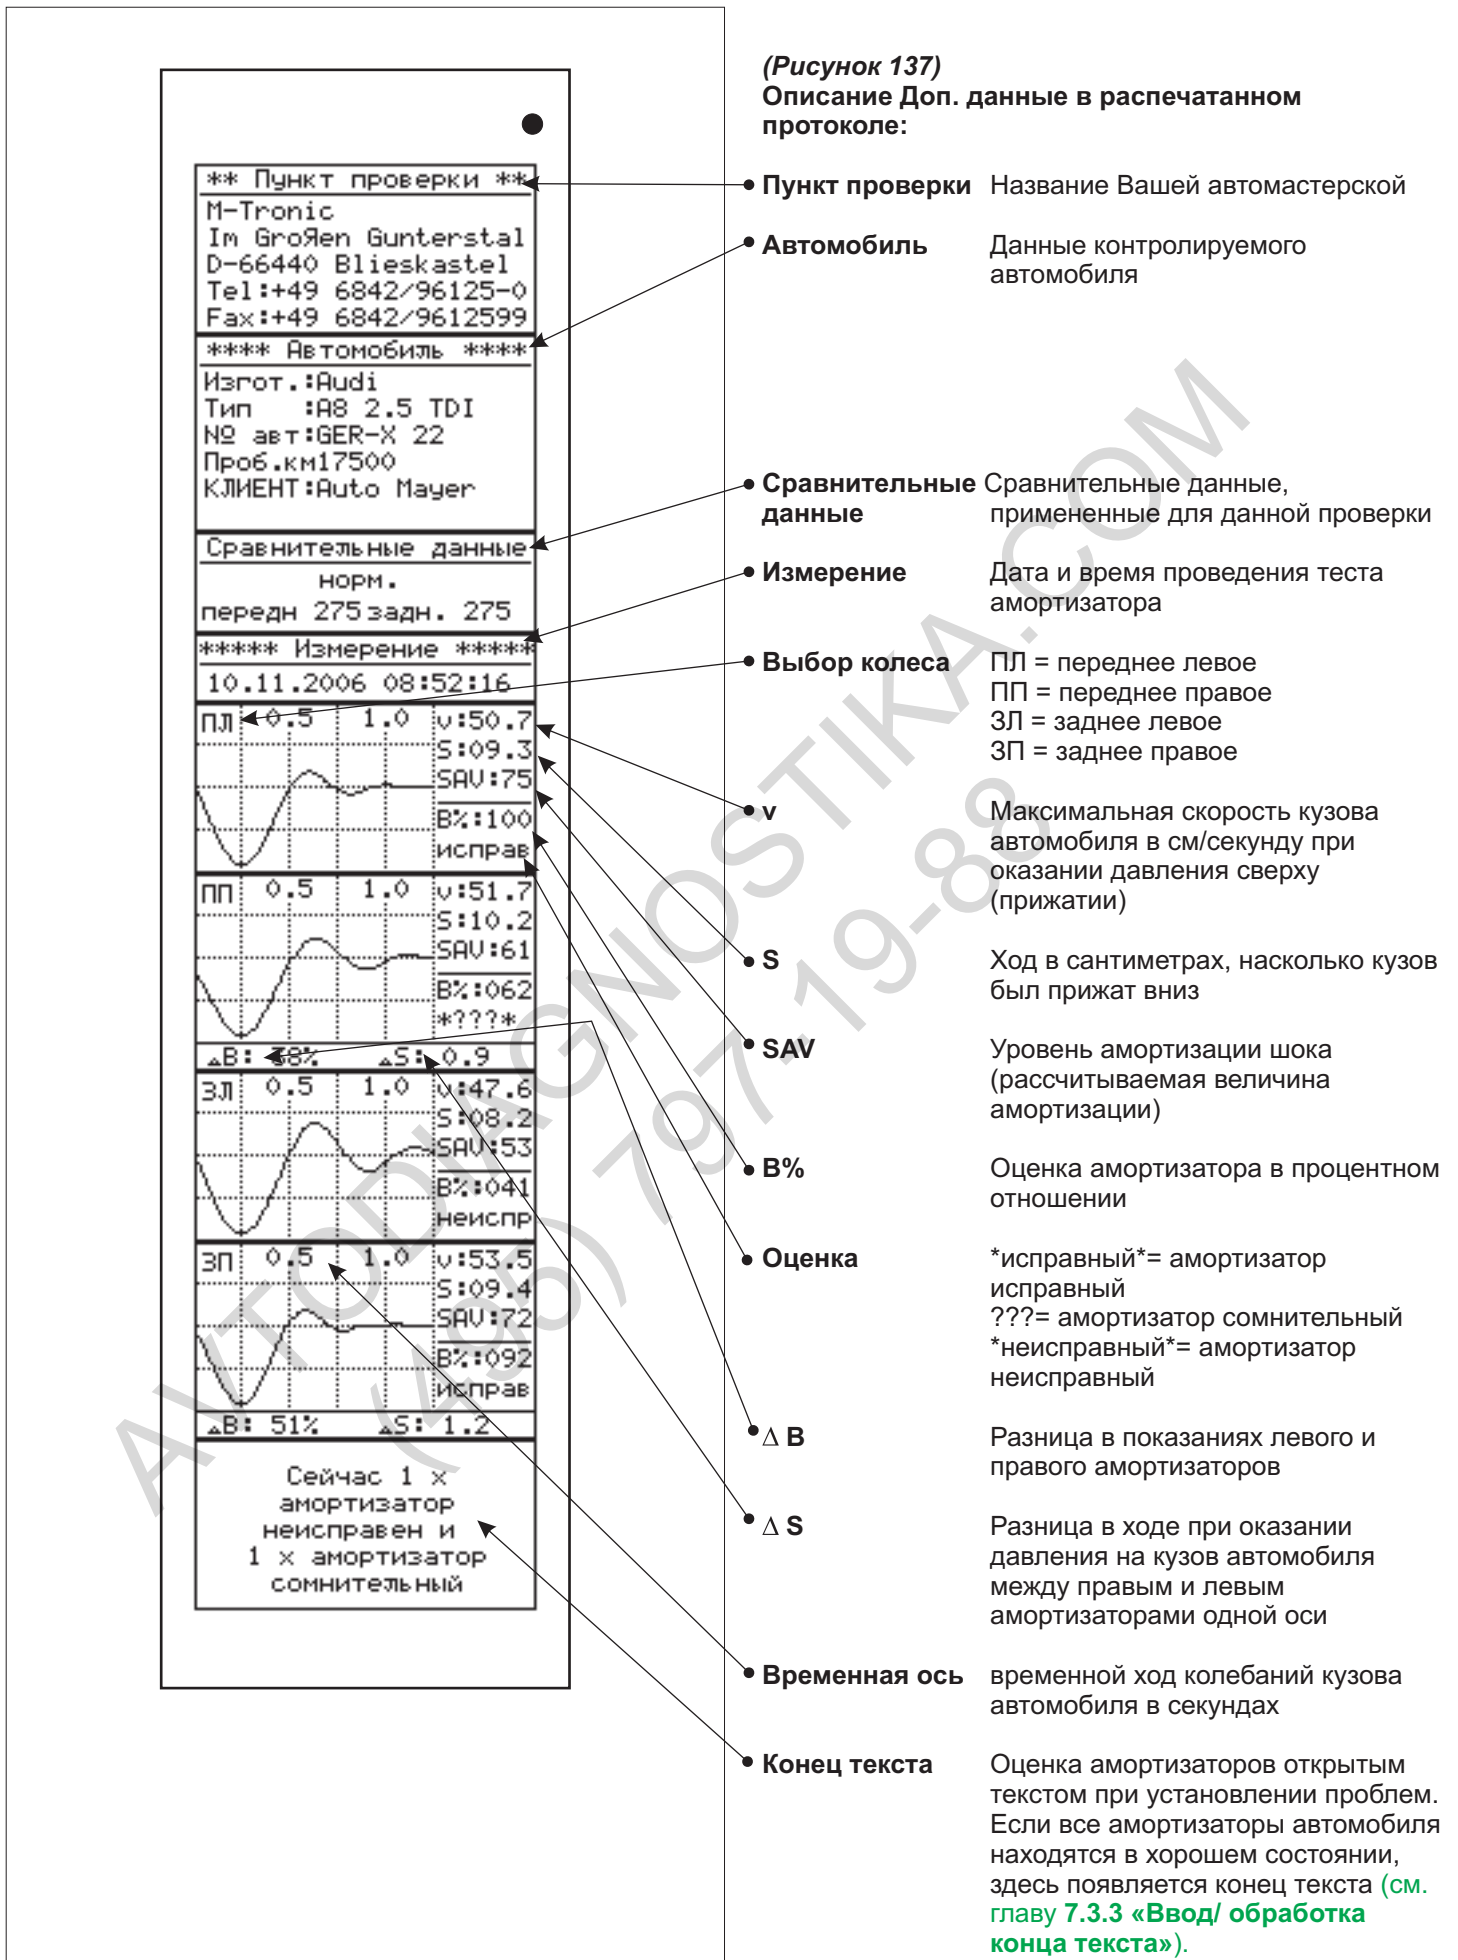 ** Пункт проверки **
M-Tronic
Im GroЯen Gunterstal
D-66440 Blieskastel
Tel:+49 6842/96125-0
Fax:+49 6842/9612599
**** Автомобиль ****
Изгот.:Audi
Тип :A8 2.5 TDI
№ авт:GER-X 22
Проб.км17500
КЛИЕНТ:Auto Mayer
Сравнительные данные
норм.
передн 275 задн. 275
***** Измерение *****
10.11.2006 08:52:16
ПЛ 0.5 1.0 v:50.7
S:09.3
SAV:75
B%:100
исправ
ПП 0.5 1.0 v:51.7
S:10.2
SAV:61
B%:062
*???*
ΔB: 38% ΔS: 0.9
ЗЛ 0.5 1.0 v:47.6
S:08.2
SAV:53
B%:041
неиспр
ЗП 0.5 1.0 v:53.5
S:09.4
SAV:72
B%:092
исправ
ΔB: 51% ΔS: 1.2
Сейчас 1 x
амортизатор
неисправен и
1 x амортизатор
сомнительный
(Рисунок 137)
Описание Доп. данные в распечатанном
протоколе:
Пункт проверки Название Вашей автомастерской
Автомобиль Данные контролируемого
автомобиля
Сравнительные Сравнительные данные,
данные примененные для данной проверки
Измерение Дата и время проведения теста
амортизатора
Выбор колеса ПЛ = переднее левое
ПП = переднее правое
ЗЛ = заднее левое
ЗП = заднее правое
v Максимальная скорость кузова
автомобиля в см/секунду при
оказании давления сверху
(прижатии)
S Ход в сантиметрах, насколько кузов
был прижат вниз
SAV Уровень амортизации шока
(рассчитываемая величина
амортизации)
B% Оценка амортизатора в процентном
отношении
Оценка *исправный*= амортизатор
исправный
???= амортизатор сомнительный
*неисправный*= амортизатор
неисправный
Δ B Разница в показаниях левого и
правого амортизаторов
Δ S Разница в ходе при оказании
давления на кузов автомобиля
между правым и левым
амортизаторами одной оси
Временная ось временной ход колебаний кузова
автомобиля в секундах
Конец текста Оценка амортизаторов открытым
текстом при установлении проблем.
Если все амортизаторы автомобиля
находятся в хорошем состоянии,
здесь появляется конец текста (см.
главу 7.3.3 «Ввод/ обработка
конца текста»).
AVTODIAGNOSTIKA.COM
(495) 797-19-88